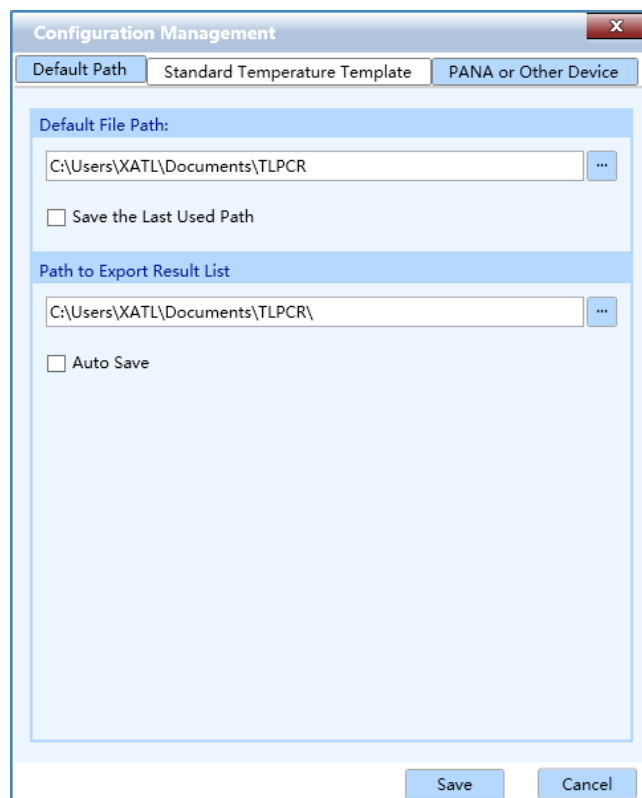 Configuration Management
x
Default Path Standard Temperature Template PANA or Other Device
Default File Path:
C:\Users\XATL\Documents\TLPCR ...
Save the Last Used Path
Path to Export Result List
C:\Users\XATL\Documents\TLPCR\ ...
Auto Save
Save Cancel